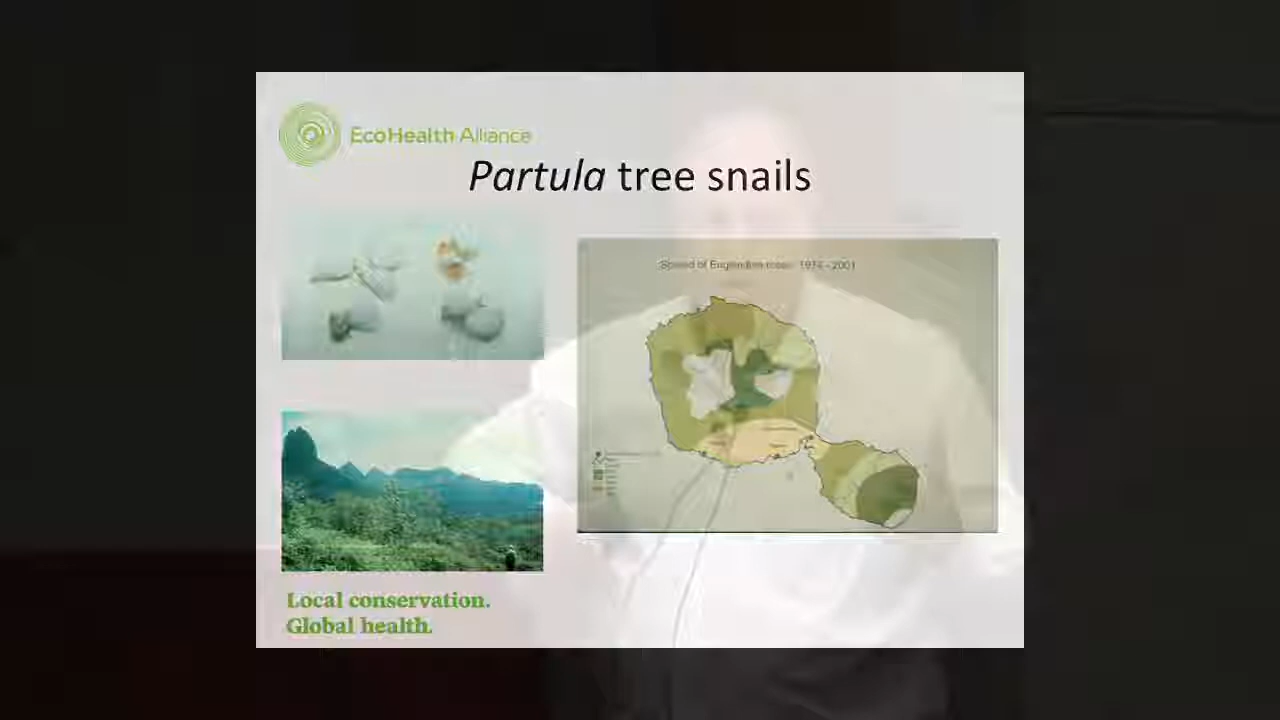 EcoHealth Alliance
Partula tree snails
Spread of Euglandina rosea 1974 - 2001
Local conservation.
Global health.